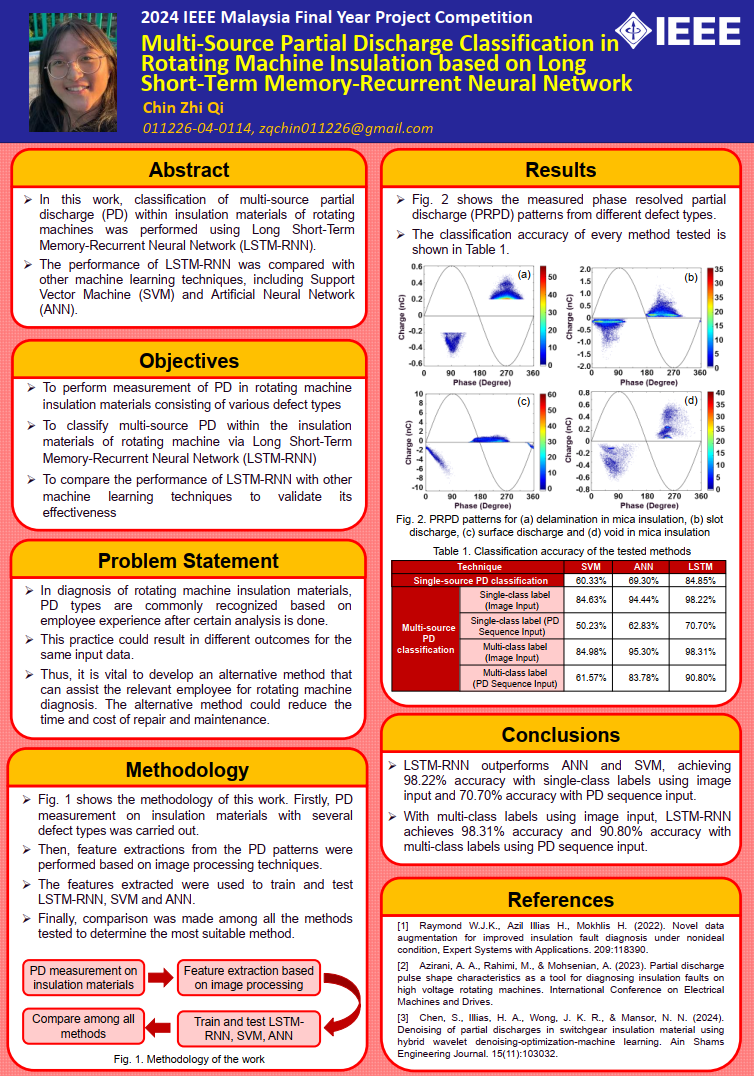 2024 IEEE Malaysia Final Year Project Competition
Multi-Source Partial Discharge Classification in
Rotating Machine Insulation based on Long
Short-Term Memory-Recurrent Neural Network
IEEE
Chin Zhi Qi
011226-04-0114, zqchin011226@gmail.com
Abstract
➢ In this work, classification of multi-source partial
discharge (PD) within insulation materials of rotating
machines was performed using Long Short-Term
Memory-Recurrent Neural Network (LSTM-RNN).
➢ The performance of LSTM-RNN was compared with
other machine learning techniques, including Support
Vector Machine (SVM) and Artificial Neural Network
(ANN).
Objectives
➢ To perform measurement of PD in rotating machine
insulation materials consisting of various defect types
➢ To classify multi-source PD within the insulation
materials of rotating machine via Long Short-Term
Memory-Recurrent Neural Network (LSTM-RNN)
➢ To compare the performance of LSTM-RNN with other
machine learning techniques to validate its
effectiveness
Problem Statement
➢ In diagnosis of rotating machine insulation materials,
PD types are commonly recognized based on
employee experience after certain analysis is done.
➢ This practice could result in different outcomes for the
same input data.
➢ Thus, it is vital to develop an alternative method that
can assist the relevant employee for rotating machine
diagnosis. The alternative method could reduce the
time and cost of repair and maintenance.
Methodology
➢ Fig. 1 shows the methodology of this work. Firstly, PD
measurement on insulation materials with several
defect types was carried out.
➢ Then, feature extractions from the PD patterns were
performed based on image processing techniques.
➢ The features extracted were used to train and test
LSTM-RNN, SVM and ANN.
➢ Finally, comparison was made among all the methods
tested to determine the most suitable method.
PD measurement on
insulation materials
Feature extraction based
on image processing
Compare among all
methods
Train and test LSTM-
RNN, SVM, ANN
Fig. 1. Methodology of the work
Results
➢ Fig. 2 shows the measured phase resolved partial
discharge (PRPD) patterns from different defect types.
➢ The classification accuracy of every method tested is
shown in Table 1.
(a)
Charge (nC)
0.6
0.4
0.2
0
-0.2
-0.4
-0.6
0 90 180 270 360
Phase (Degree)
50
40
30
20
10
0
(b)
Charge (nC)
2.0
1.5
1.0
0.5
0
-0.5
-1.0
-1.5
-2.0
0 90 180 270 360
Phase (Degree)
35
30
25
20
15
10
5
0
(c)
Charge (nC)
10
8
6
4
2
0
-2
-4
-6
-8
-10
0 90 180 270 360
Phase (Degree)
60
50
40
30
20
10
0
(d)
Charge (nC)
0.8
0.6
0.4
0.2
0
-0.2
-0.4
-0.6
-0.8
0 90 180 270 360
Phase (Degree)
40
35
30
25
20
15
10
5
0
Fig. 2. PRPD patterns for (a) delamination in mica insulation, (b) slot
discharge, (c) surface discharge and (d) void in mica insulation
Table 1. Classification accuracy of the tested methods
Technique SVM ANN LSTM
Single-source PD classification 60.33% 69.30% 84.85%
Multi-source
PD
classification
Single-class label
(Image Input) 84.63% 94.44% 98.22%
Single-class label (PD
Sequence Input) 50.23% 62.83% 70.70%
Multi-class label
(Image Input) 84.98% 95.30% 98.31%
Multi-class label
(PD Sequence Input) 61.57% 83.78% 90.80%
Conclusions
➢ LSTM-RNN outperforms ANN and SVM, achieving
98.22% accuracy with single-class labels using image
input and 70.70% accuracy with PD sequence input.
➢ With multi-class labels using image input, LSTM-RNN
achieves 98.31% accuracy and 90.80% accuracy with
multi-class labels using PD sequence input.
References
[1] Raymond W.J.K., Azil Illias H., Mokhlis H. (2022). Novel data
augmentation for improved insulation fault diagnosis under nonideal
condition, Expert Systems with Applications. 209:118390.
[2] Azirani, A. A., Rahimi, M., & Mohsenian, A. (2023). Partial discharge
pulse shape characteristics as a tool for diagnosing insulation faults on
high voltage rotating machines. International Conference on Electrical
Machines and Drives.
[3] Chen, S., Illias, H. A., Wong, J. K. R., & Mansor, N. N. (2024).
Denoising of partial discharges in switchgear insulation material using
hybrid wavelet denoising-optimization-machine learning. Ain Shams
Engineering Journal. 15(11):103032.